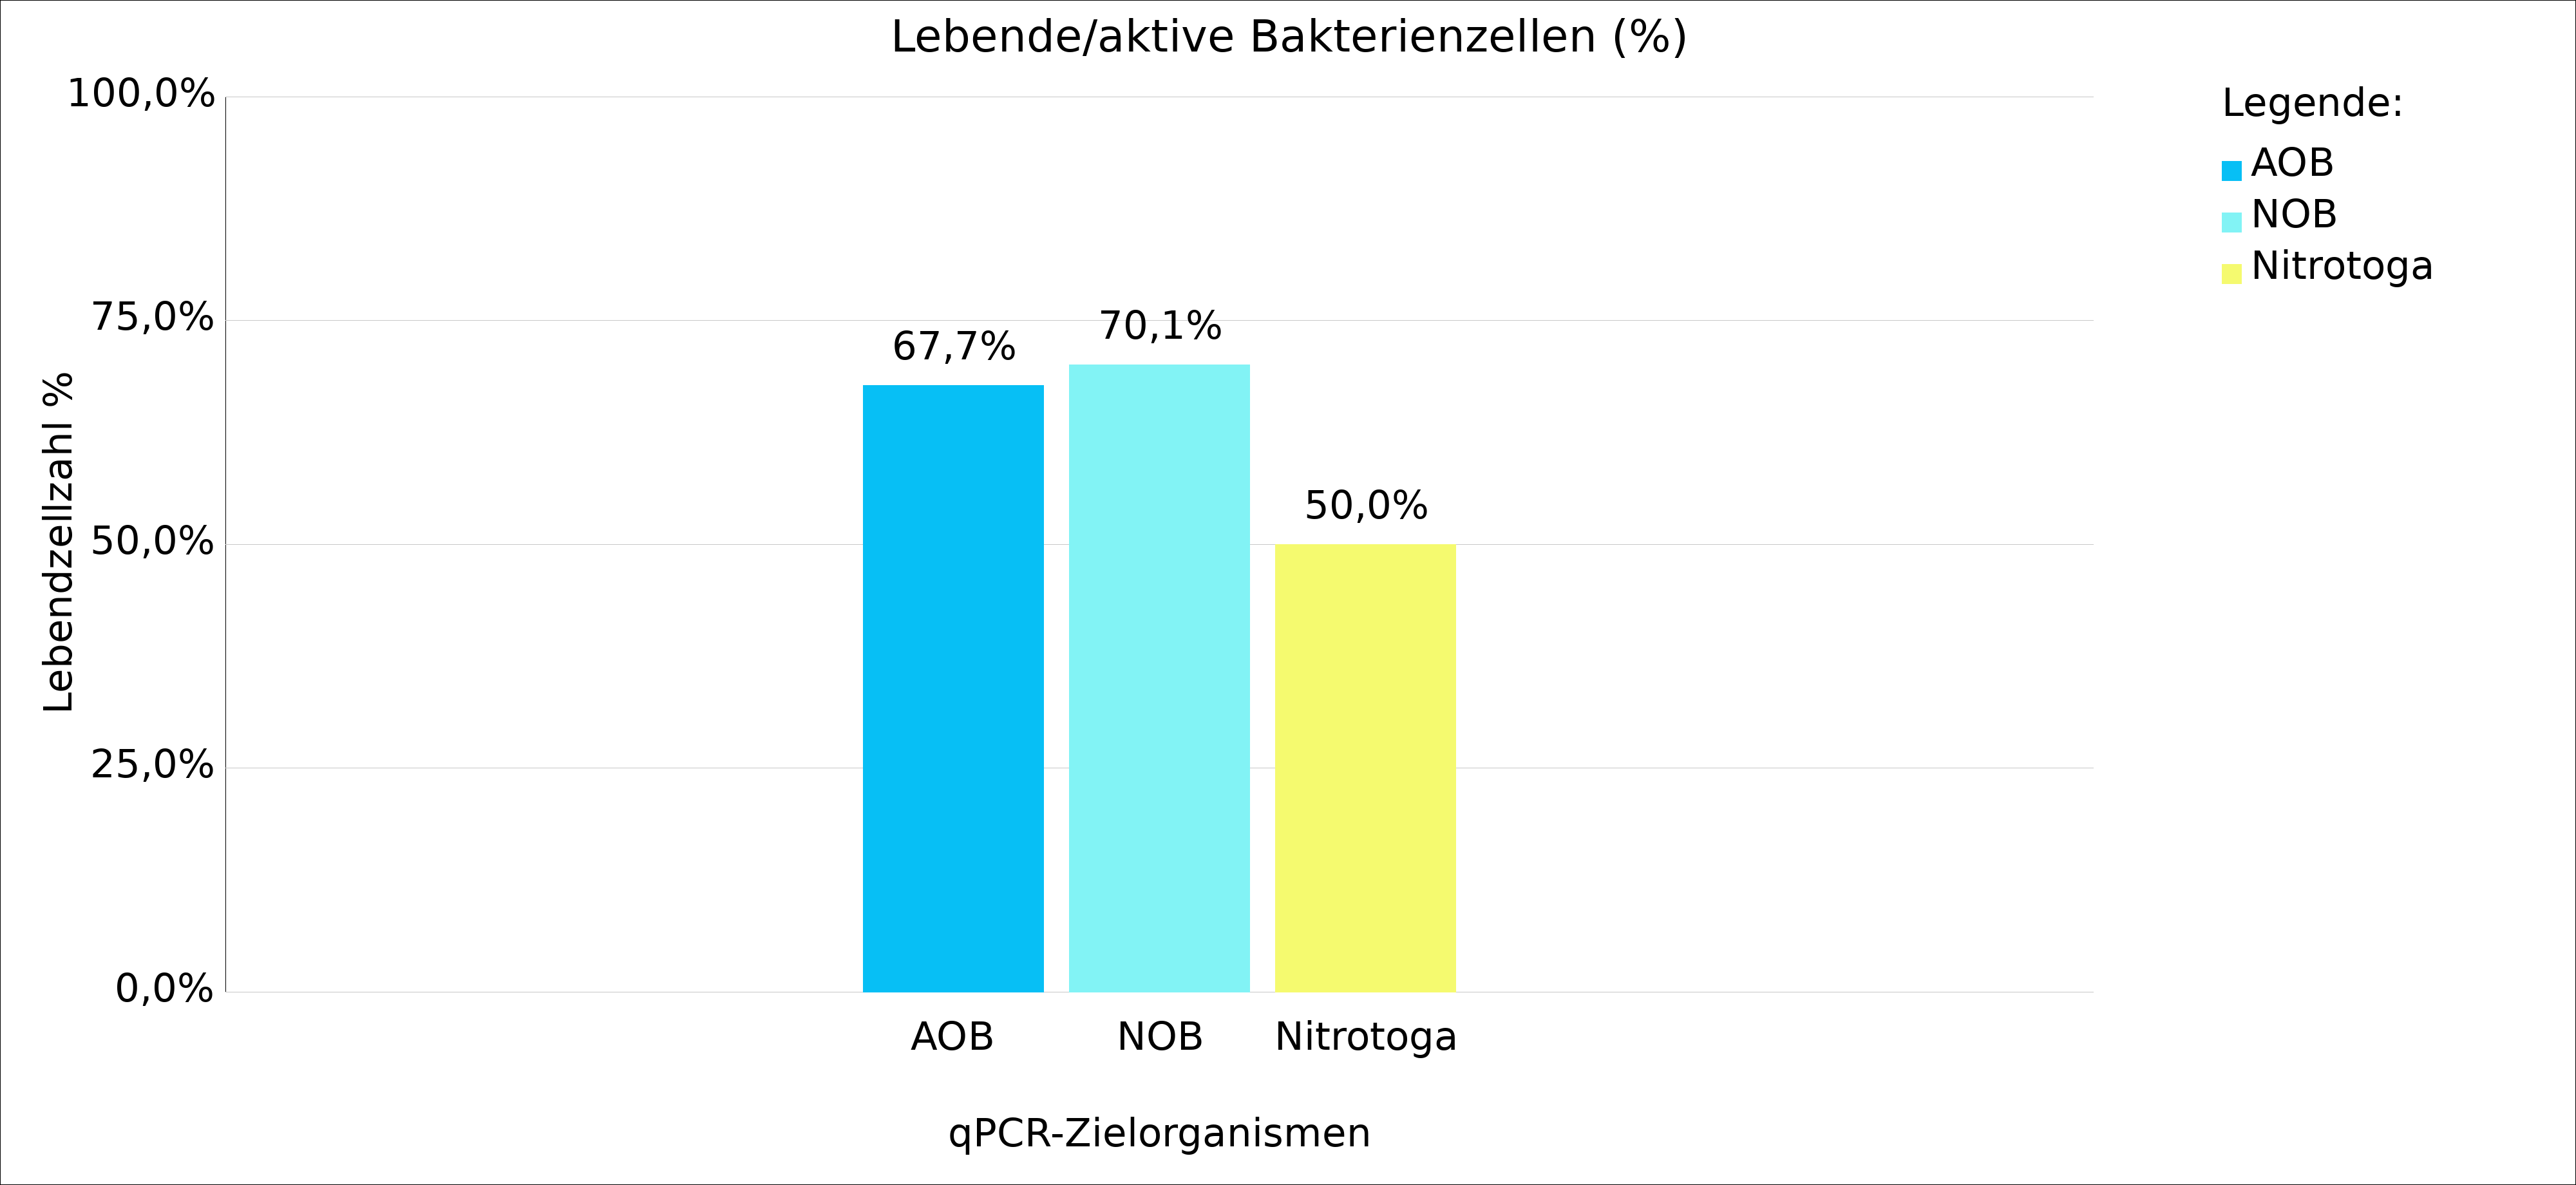 Lebende/aktive Bakterienzellen (%)
100,0%
75,0%
50,0%
25,0%
0,0%
Lebendzellzahl %
67,7%
70,1%
50,0%
AOB
NOB
Nitrotoga
qPCR-Zielorganismen
Legende:
AOB
NOB
Nitrotoga